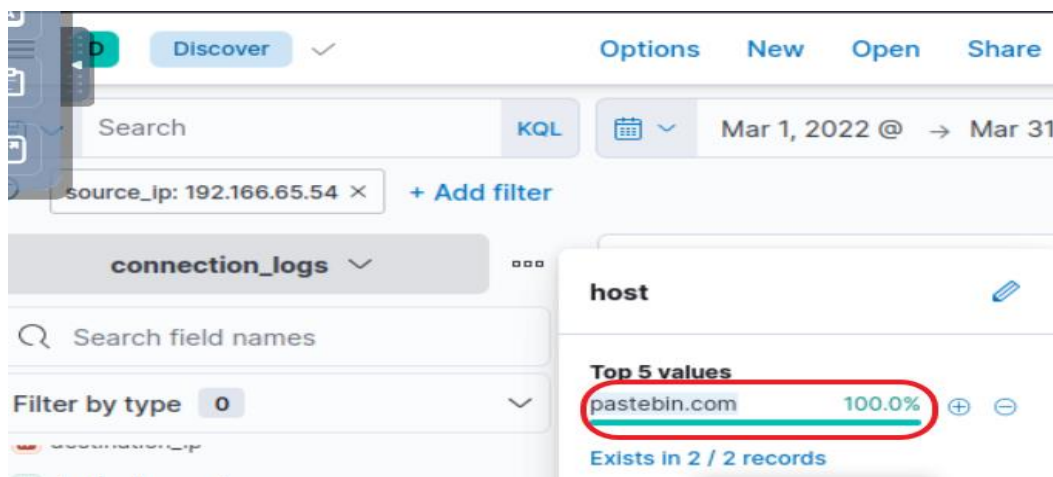 D Discover Options New Open Share
Search KQL Mar 1, 2022 @ → Mar 31
source_ip: 192.166.65.54 × + Add filter
connection_logs
host
Search field names
Top 5 values
Filter by type 0
pastebin.com 100.0%
destination_ip
Exists in 2 / 2 records